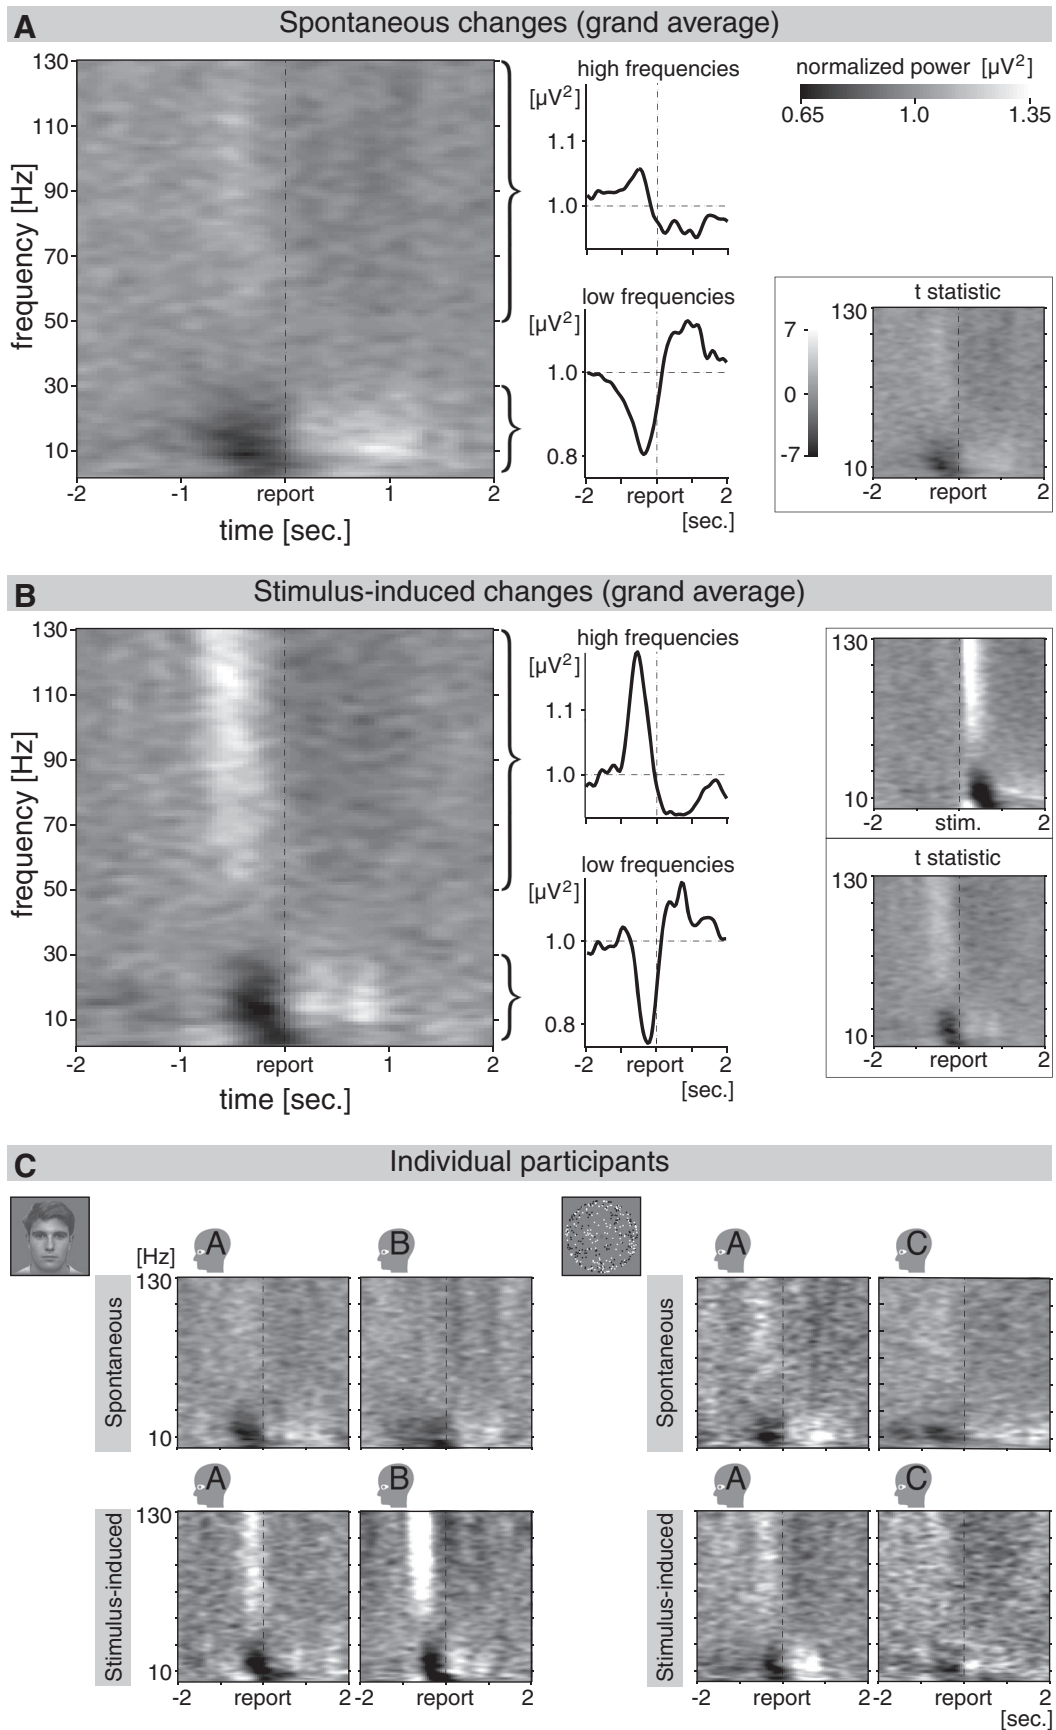 A Spontaneous changes (grand average)
130
110
90
70
50
30
10
frequency [Hz]
-2 -1 report 1 2
time [sec.]
high frequencies
[µV²]
1.1
1.0
low frequencies
[µV²]
1.0
0.8
-2 report 2
[sec.]
normalized power [µV²]
0.65 1.0 1.35
t statistic
7
0
-7
130
10
-2 report 2
B Stimulus-induced changes (grand average)
130
110
90
70
50
30
10
frequency [Hz]
-2 -1 report 1 2
time [sec.]
high frequencies
[µV²]
1.1
1.0
low frequencies
[µV²]
1.0
0.8
-2 report 2
[sec.]
130
10
-2 stim. 2
t statistic
130
10
-2 report 2
C Individual participants
A B A C
[Hz]
130
10
Spontaneous
Spontaneous
A B A C
130
10
Stimulus-induced
Stimulus-induced
-2 report 2 -2 report 2
-2 report 2 -2 report 2
[sec.]